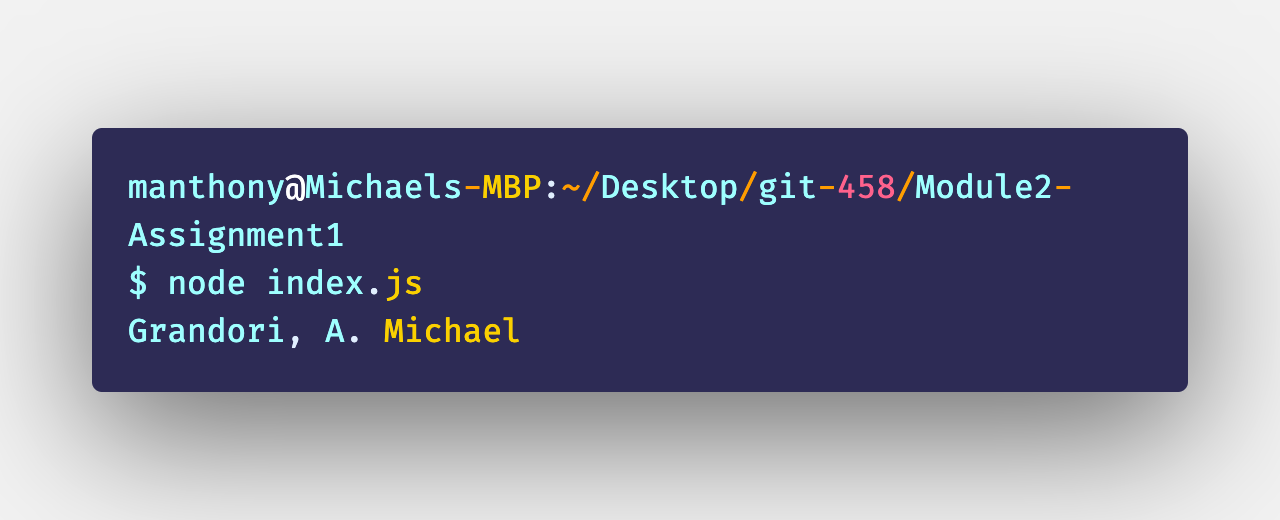 manthony@Michaels-MBP:~/Desktop/git-458/Module2-
Assignment1
$ node index.js
Grandori, A. Michael